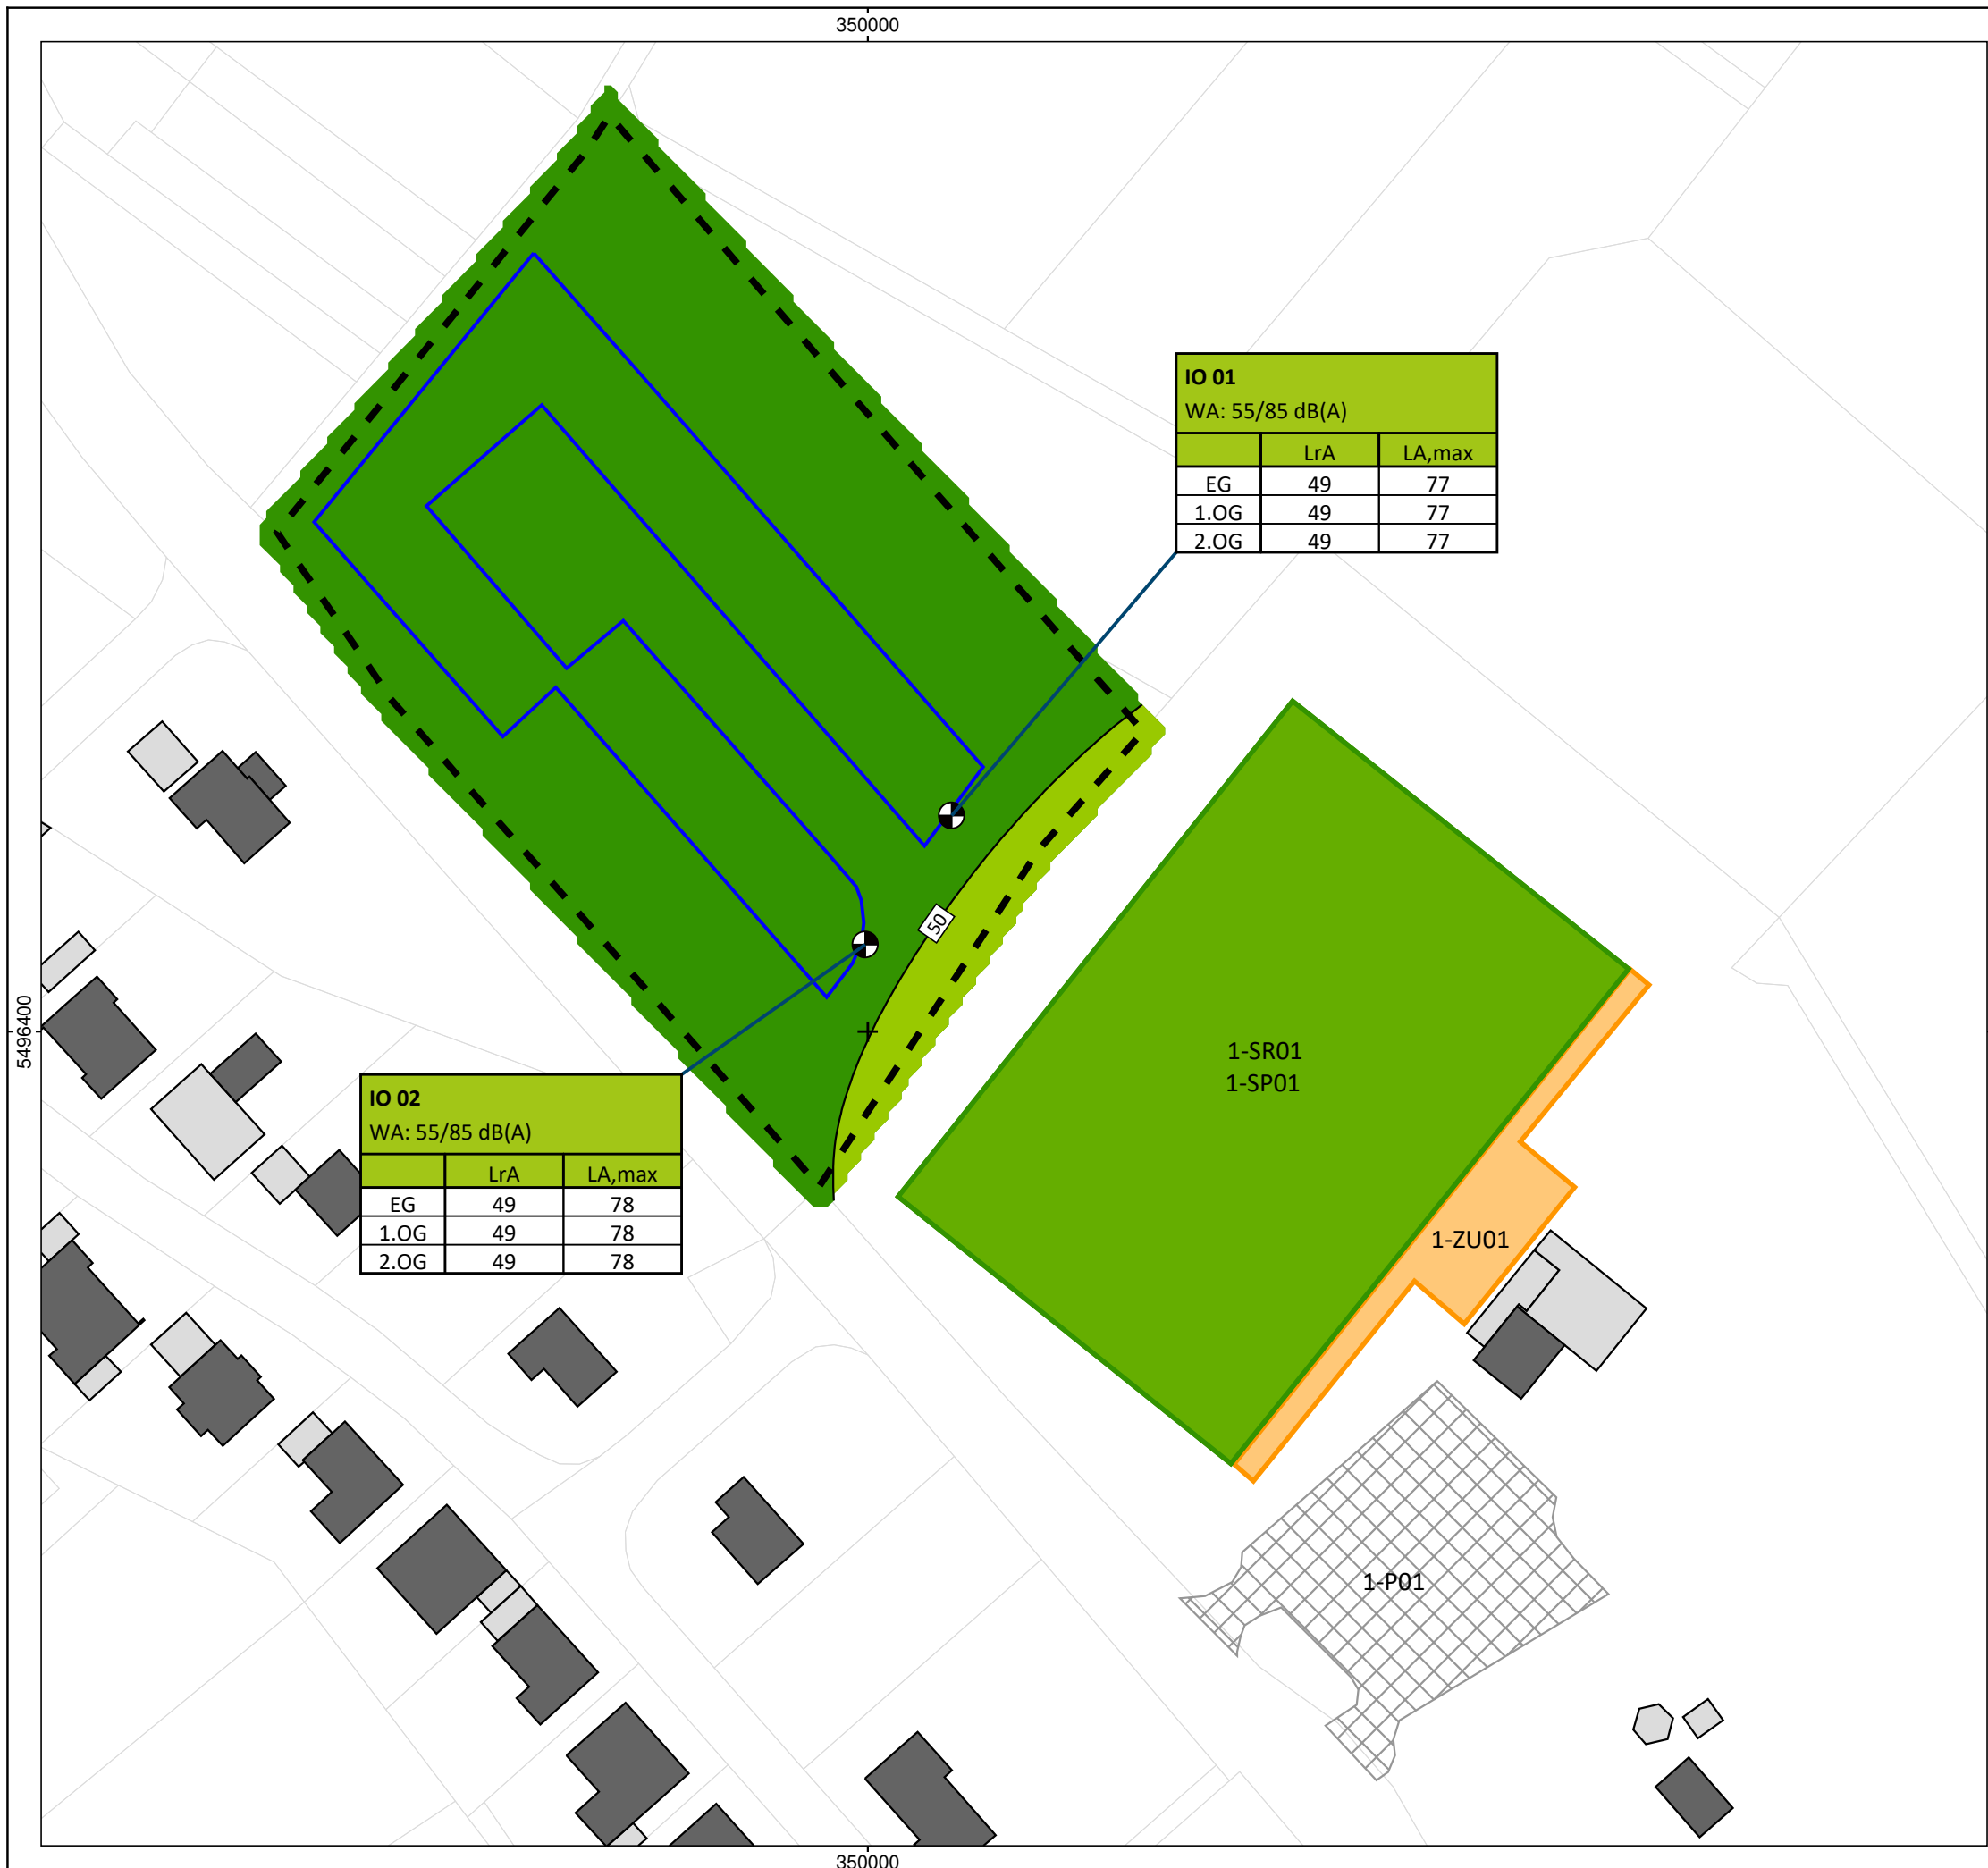 350000
IO 01
WA: 55/85 dB(A)
LrA LA,max
EG 49 77
1.OG 49 77
2.OG 49 77
50
5496400
1-SR01
1-SP01
IO 02
WA: 55/85 dB(A)
LrA LA,max
EG 49 78
1.OG 49 78
2.OG 49 78
1-ZU01
1-P01
350000